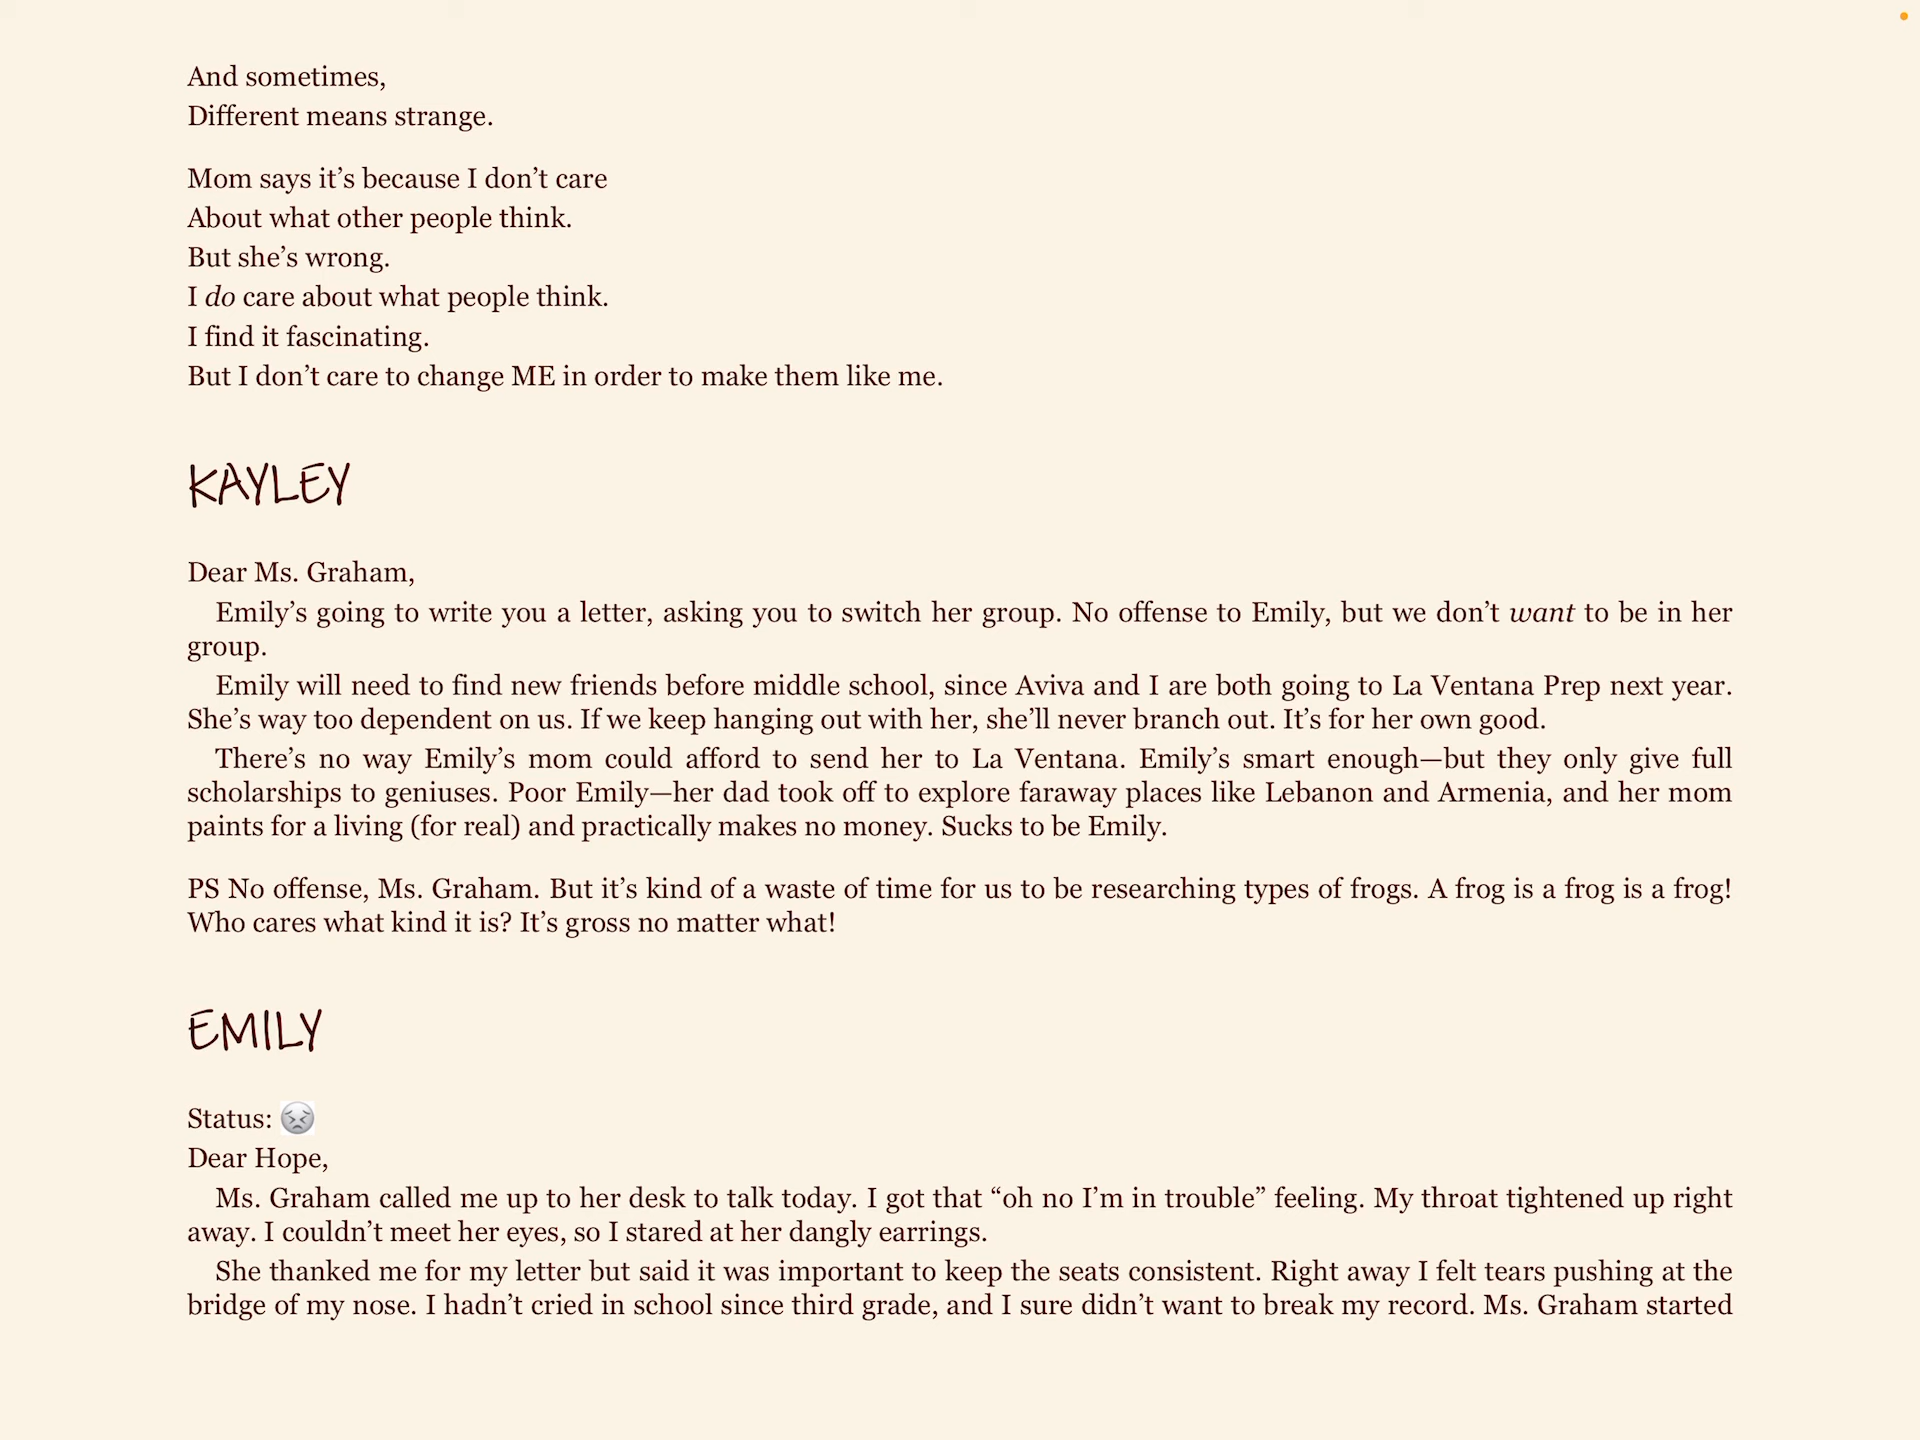 And sometimes,
Different means strange.
Mom says it’s because I don’t care
About what other people think.
But she’s wrong.
I do care about what people think.
I find it fascinating.
But I don’t care to change ME in order to make them like me.
KAYLEY
Dear Ms. Graham,
Emily’s going to write you a letter, asking you to switch her group. No offense to Emily, but we don’t want to be in her
group.
Emily will need to find new friends before middle school, since Aviva and I are both going to La Ventana Prep next year.
She’s way too dependent on us. If we keep hanging out with her, she’ll never branch out. It’s for her own good.
There’s no way Emily’s mom could afford to send her to La Ventana. Emily’s smart enough—but they only give full
scholarships to geniuses. Poor Emily—her dad took off to explore faraway places like Lebanon and Armenia, and her mom
paints for a living (for real) and practically makes no money. Sucks to be Emily.
PS No offense, Ms. Graham. But it’s kind of a waste of time for us to be researching types of frogs. A frog is a frog is a frog!
Who cares what kind it is? It’s gross no matter what!
EMILY
Status: 😣
Dear Hope,
Ms. Graham called me up to her desk to talk today. I got that “oh no I’m in trouble” feeling. My throat tightened up right
away. I couldn’t meet her eyes, so I stared at her dangly earrings.
She thanked me for my letter but said it was important to keep the seats consistent. Right away I felt tears pushing at the
bridge of my nose. I hadn’t cried in school since third grade, and I sure didn’t want to break my record. Ms. Graham started